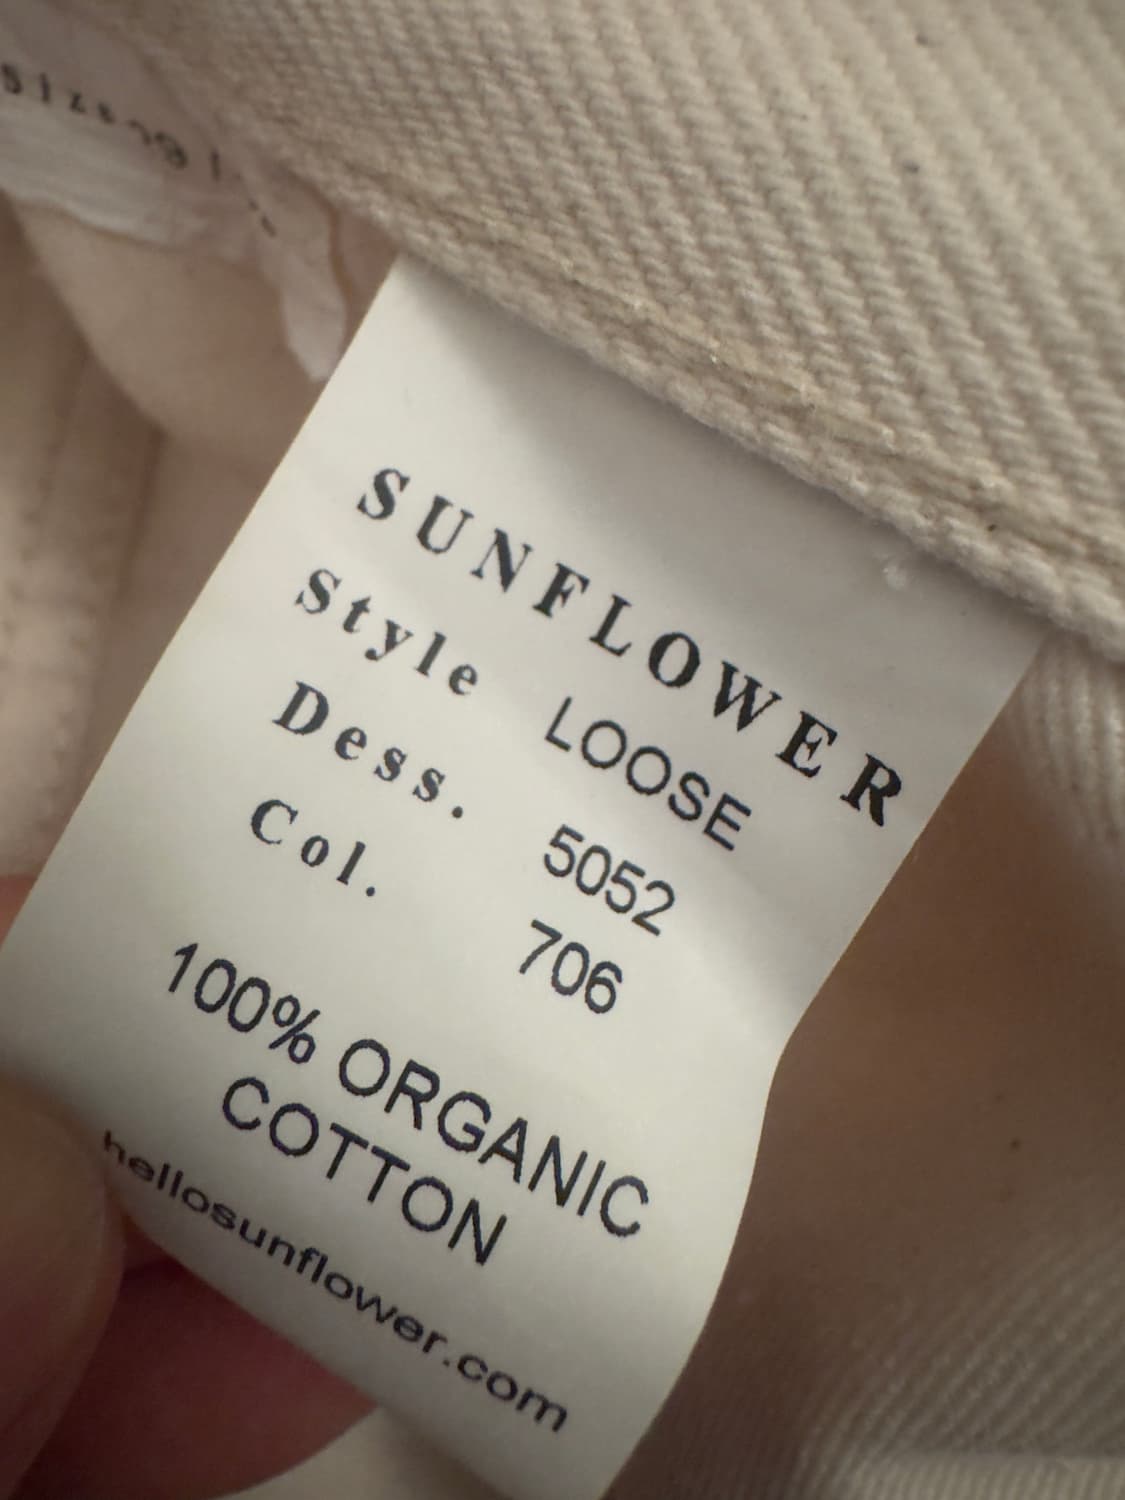 SUNFLOWER
Style LOOSE
Dess. 5052
Col. 706
100% ORGANIC
COTTON
hellosunflower.com